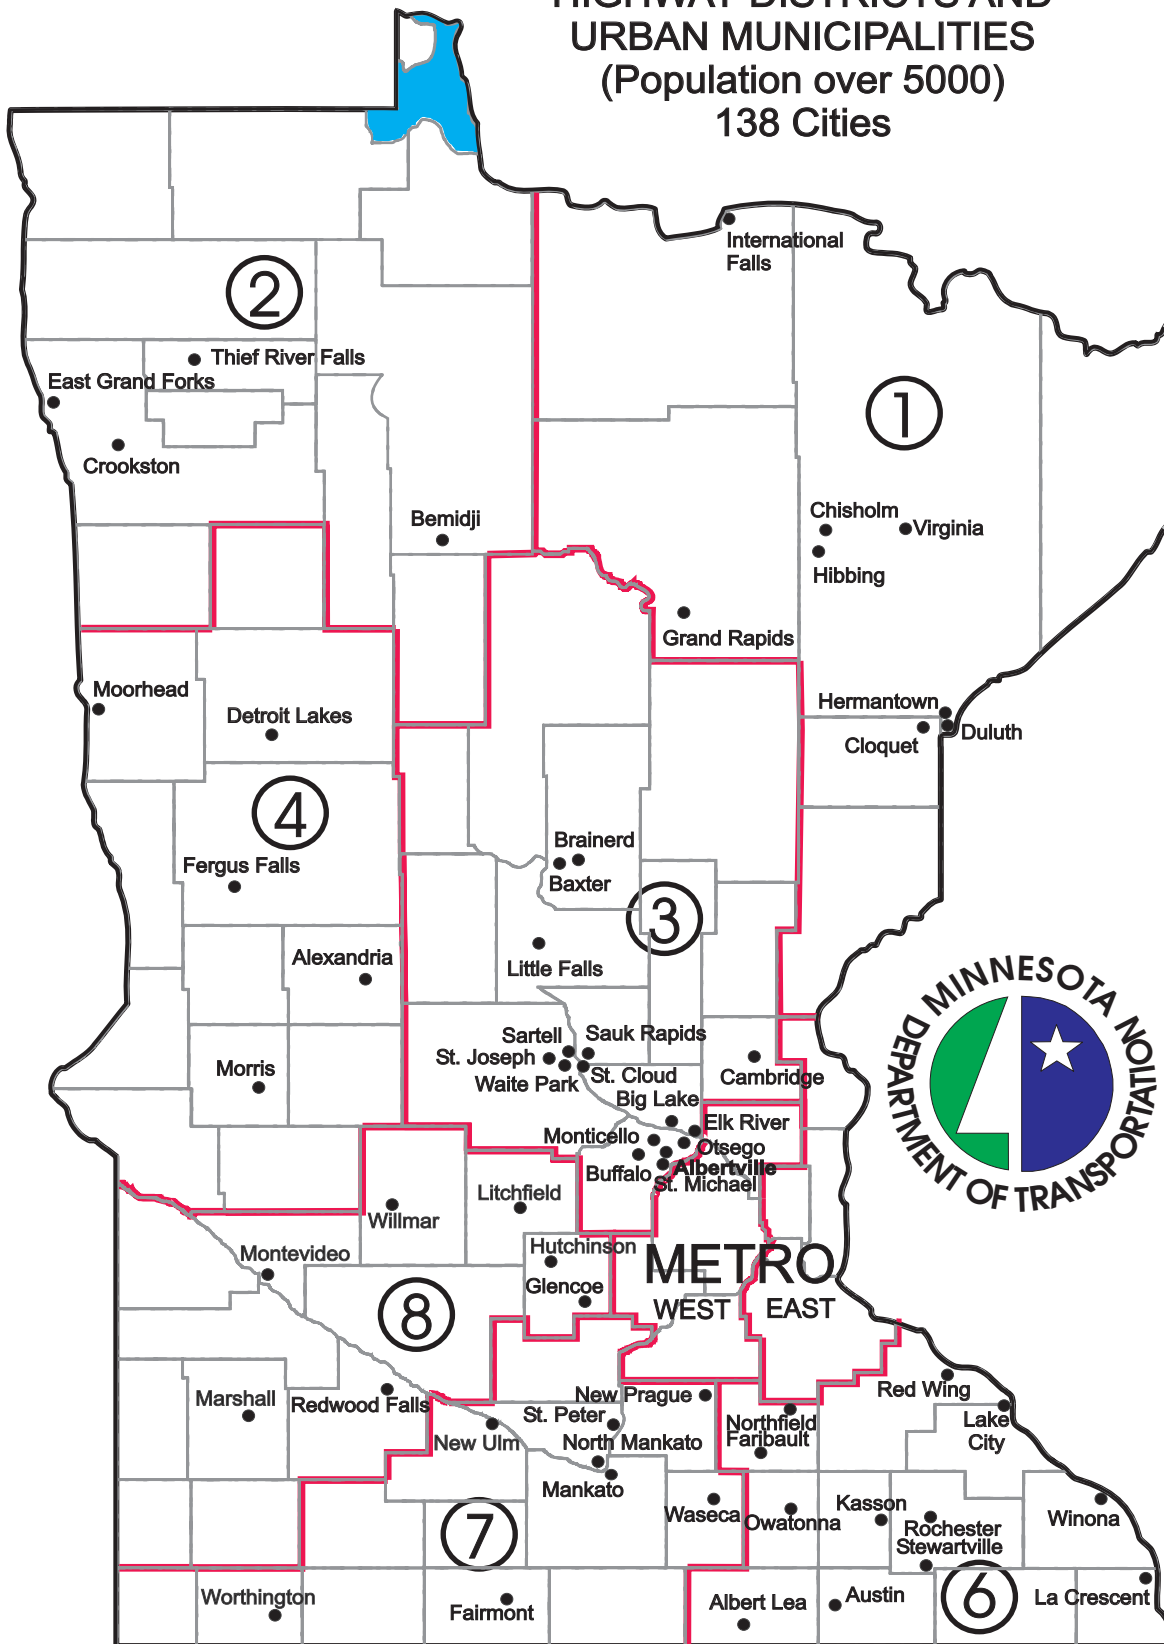 HIGHWAY DISTRICTS AND
URBAN MUNICIPALITIES
(Population over 5000)
138 Cities
International
Falls
2
Thief River Falls
East Grand Forks
1
Crookston
Chisholm
Virginia
Bemidji
Hibbing
Grand Rapids
Moorhead
Hermantown
Detroit Lakes
Duluth
Cloquet
4
Brainerd
Fergus Falls
Baxter
3
Alexandria
Little Falls
MINNESOTA
DEPARTMENT OF TRANSPORTATION
Sartell
Sauk Rapids
St. Joseph
Morris
Waite Park
St. Cloud
Cambridge
Big Lake
Elk River
Monticello
Otsego
Albertville
Buffalo
St. Michael
Litchfield
Willmar
Hutchinson
Montevideo
METRO
Glencoe
WEST
EAST
8
Red Wing
New Prague
Marshall
Redwood Falls
St. Peter
Northfield
Lake
City
New Ulm
North Mankato
Faribault
Mankato
Kasson
Waseca
Owatonna
Rochester
Winona
7
Stewartville
Worthington
Fairmont
Albert Lea
Austin
6
La Crescent